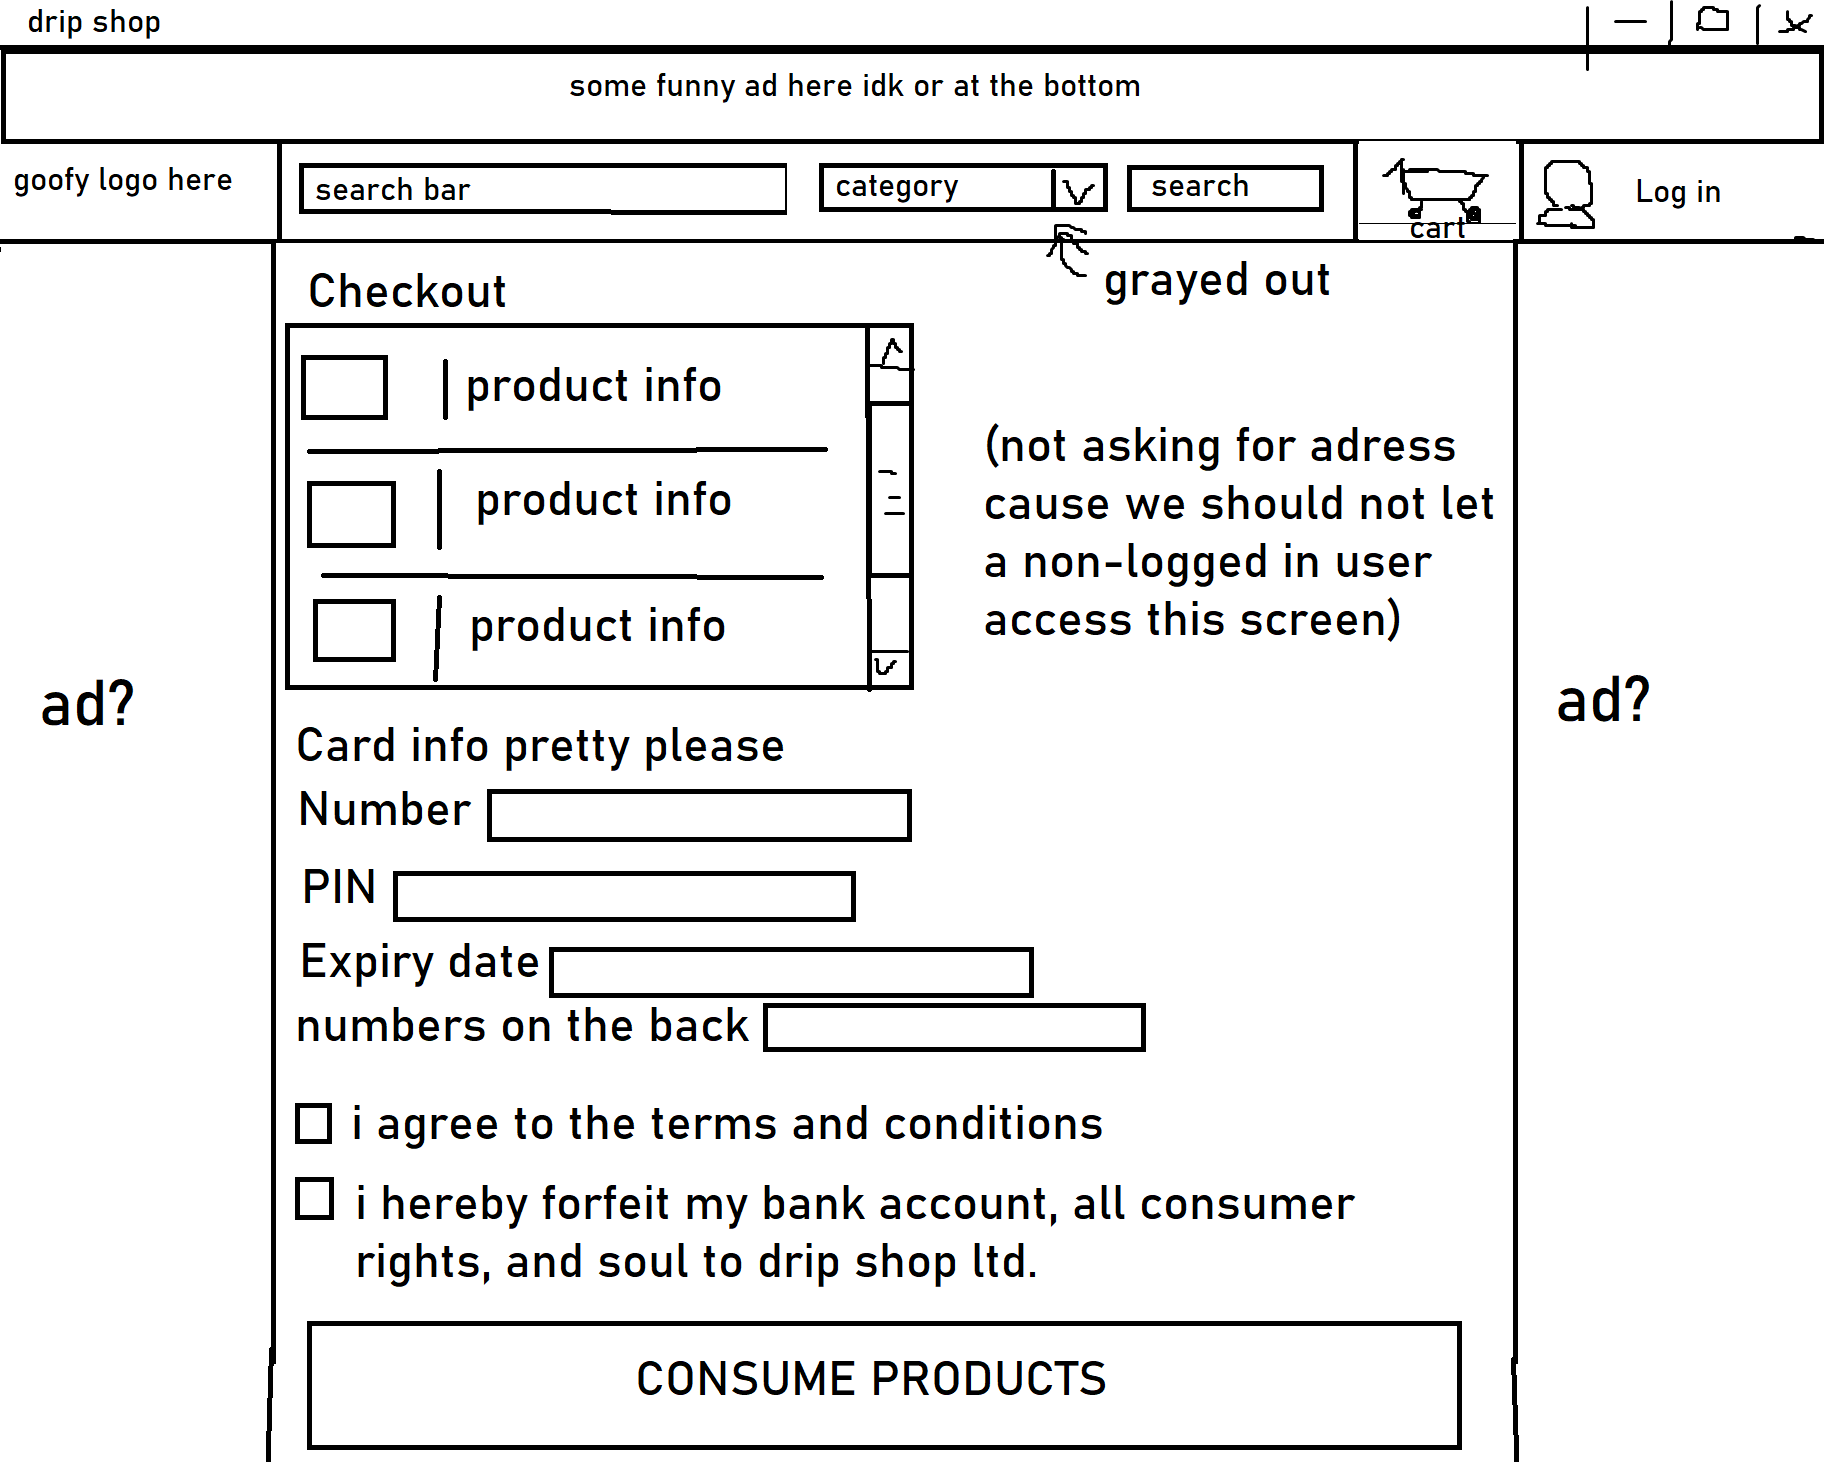 drip shop
some funny ad here idk or at the bottom
goofy logo here
search bar
category
search
cart
Log in
grayed out
Checkout
product info
product info
product info
(not asking for adress
cause we should not let
a non-logged in user
access this screen)
ad?
ad?
Card info pretty please
Number
PIN
Expiry date
numbers on the back
i agree to the terms and conditions
i hereby forfeit my bank account, all consumer
rights, and soul to drip shop ltd.
CONSUME PRODUCTS